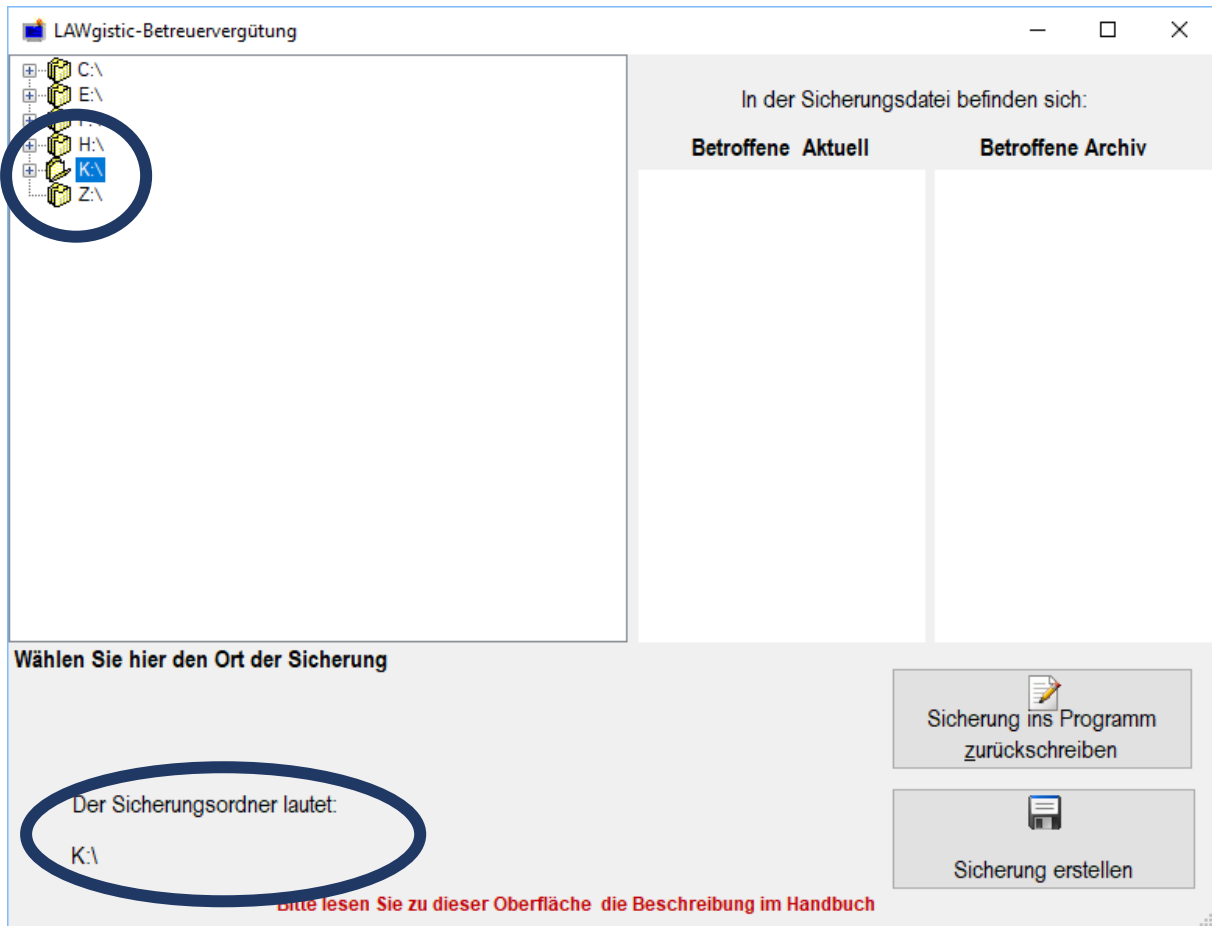 LAWgistic-Betreuervergütung
C:\
E:\
H:\
K:\
Z:\
In der Sicherungsdatei befinden sich:
Betroffene Aktuell
Betroffene Archiv
Wählen Sie hier den Ort der Sicherung
Sicherung ins Programm
zurückschreiben
Der Sicherungsordner lautet:
K:\
Sicherung erstellen
Bitte lesen Sie zu dieser Oberfläche die Beschreibung im Handbuch